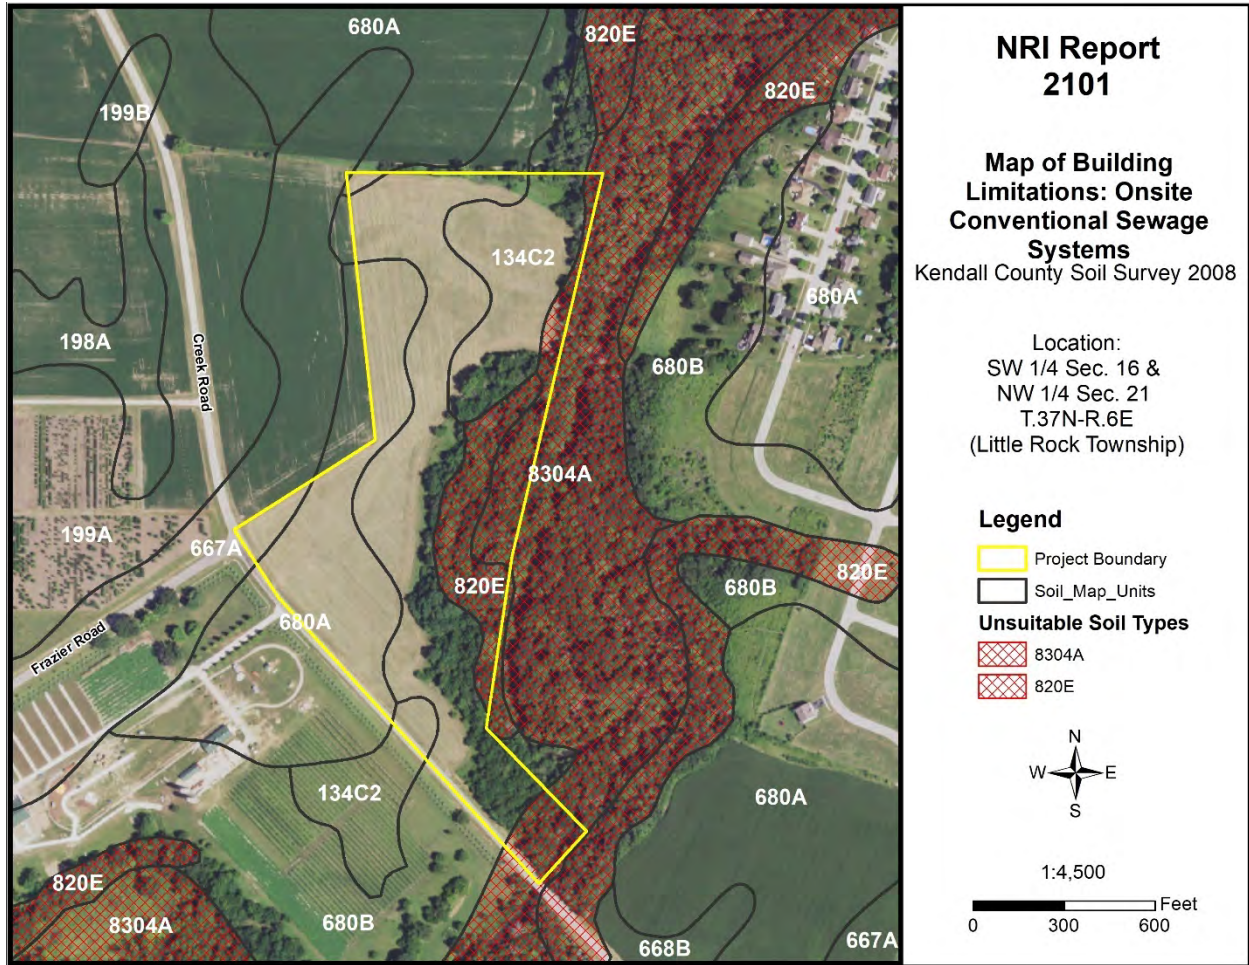 680A
820E
820E
199B
134C2
680A
198A
Creek Road
680B
8304A
199A
667A
820E
680B
820E
680A
Frazier Road
134C2
680A
820E
8304A
680B
668B
667A
NRI Report
2101
Map of Building
Limitations: Onsite
Conventional Sewage
Systems
Kendall County Soil Survey 2008
Location:
SW 1/4 Sec. 16 &
NW 1/4 Sec. 21
T.37N-R.6E
(Little Rock Township)
Legend
Project Boundary
Soil_Map_Units
Unsuitable Soil Types
8304A
820E
N
W E
S
1:4,500
Feet
0 300 600